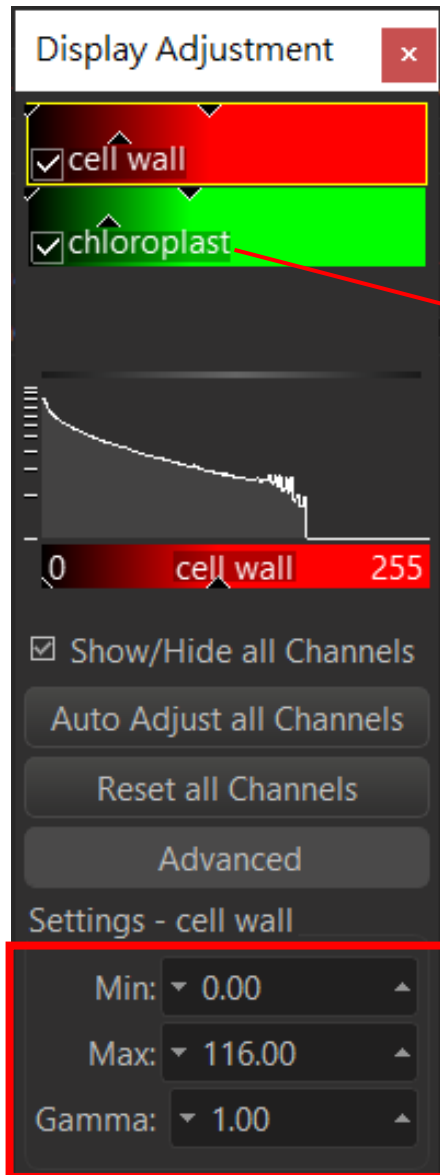 Display Adjustment
×
cell wall
chloroplast
0 cell wall 255
Show/Hide all Channels
Auto Adjust all Channels
Reset all Channels
Advanced
Settings - cell wall
Min: 0.00
Max: 116.00
Gamma: 1.00